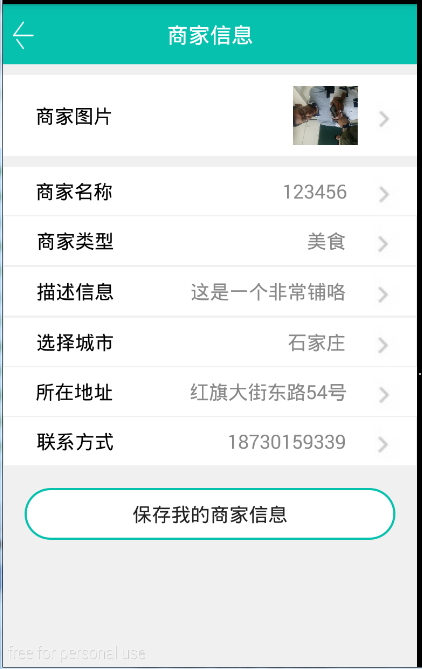 商家信息
商家图片
商家名称 123456
商家类型 美食
描述信息 这是一个非常铺咯
选择城市 石家庄
所在地址 红旗大街东路54号
联系方式 18730159339
保存我的商家信息
free for personal use